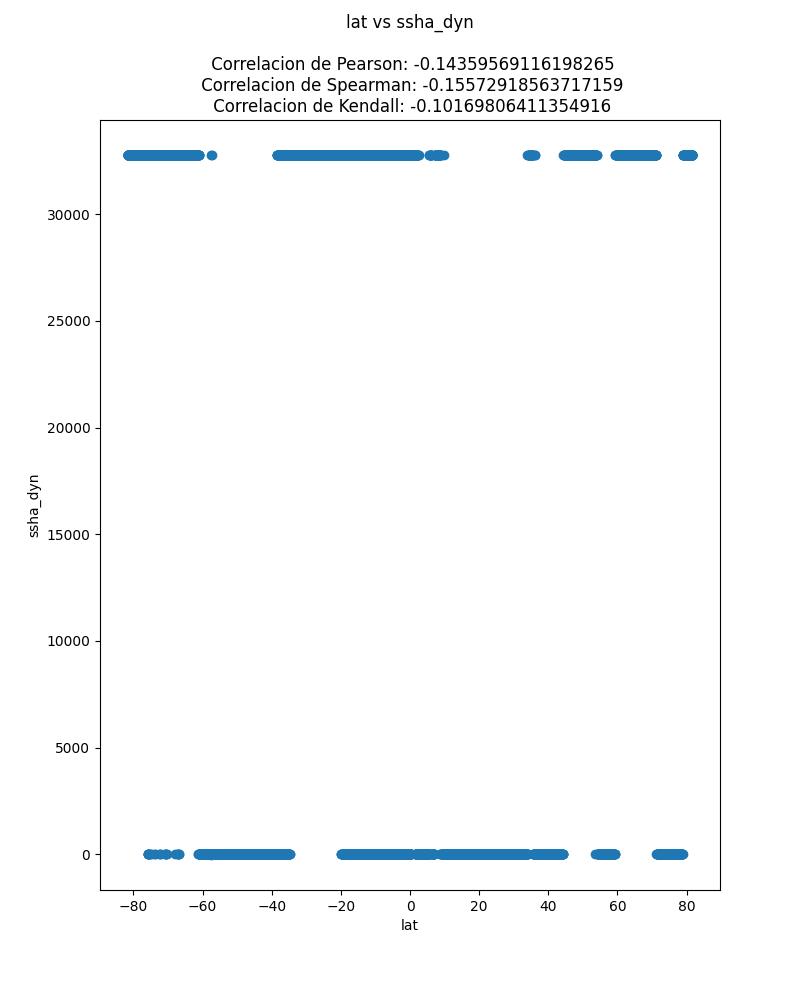 lat vs ssha_dyn
Correlacion de Pearson: -0.14359569116198265
Correlacion de Spearman: -0.15572918563717159
Correlacion de Kendall: -0.10169806411354916
30000
25000
20000
15000
10000
5000
0
ssha_dyn
−80 −60 −40 −20 0 20 40 60 80
lat